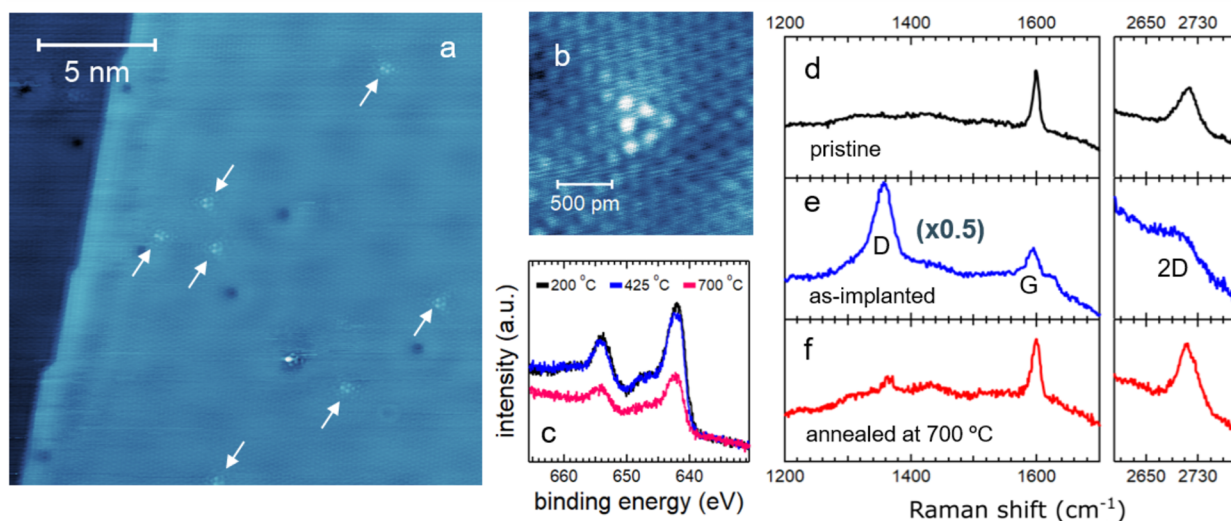 a
5 nm
b
500 pm
200 °C 425 °C 700 °C
c
intensity (a.u.)
660 650 640
binding energy (eV)
1200 1400 1600 2650 2730
d
pristine
e
D
(x0.5)
G
2D
as-implanted
f
annealed at 700 ºC
1200 1400 1600 2650 2730
Raman shift (cm⁻¹)